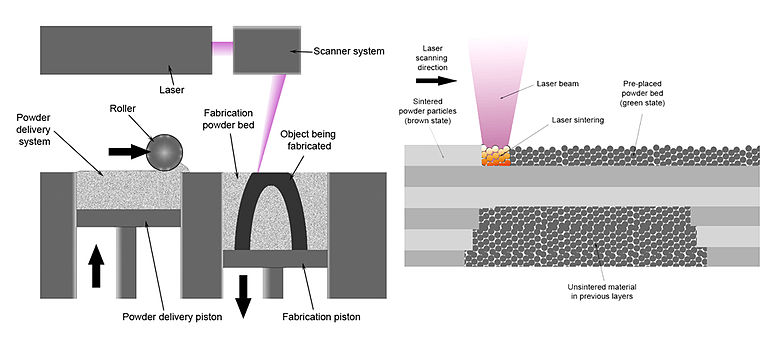 Laser
Scanner system
Roller
Powder
delivery
system
Fabrication
powder bed
Object being
fabricated
Powder delivery piston
Fabrication piston
Laser
scanning
direction
Laser beam
Pre-placed
powder bed
(green state)
Sintered
powder particles
(brown state)
Laser sintering
Unsintered material
in previous layers